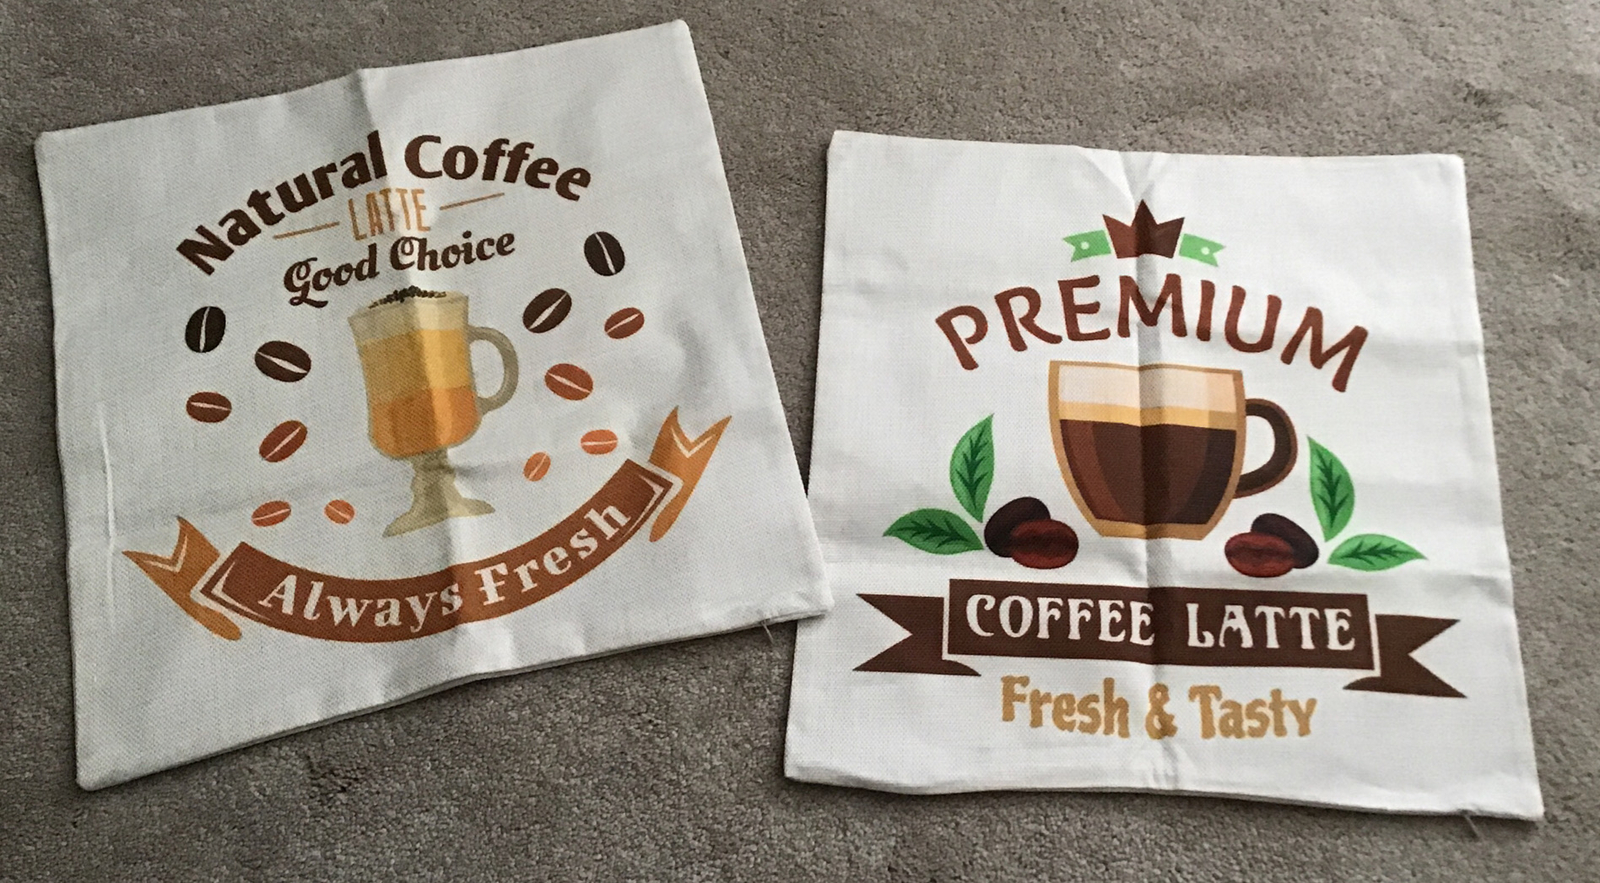 Natural Coffee
LATTE
Good Choice
Always Fresh
PREMIUM
COFFEE LATTE
Fresh & Tasty